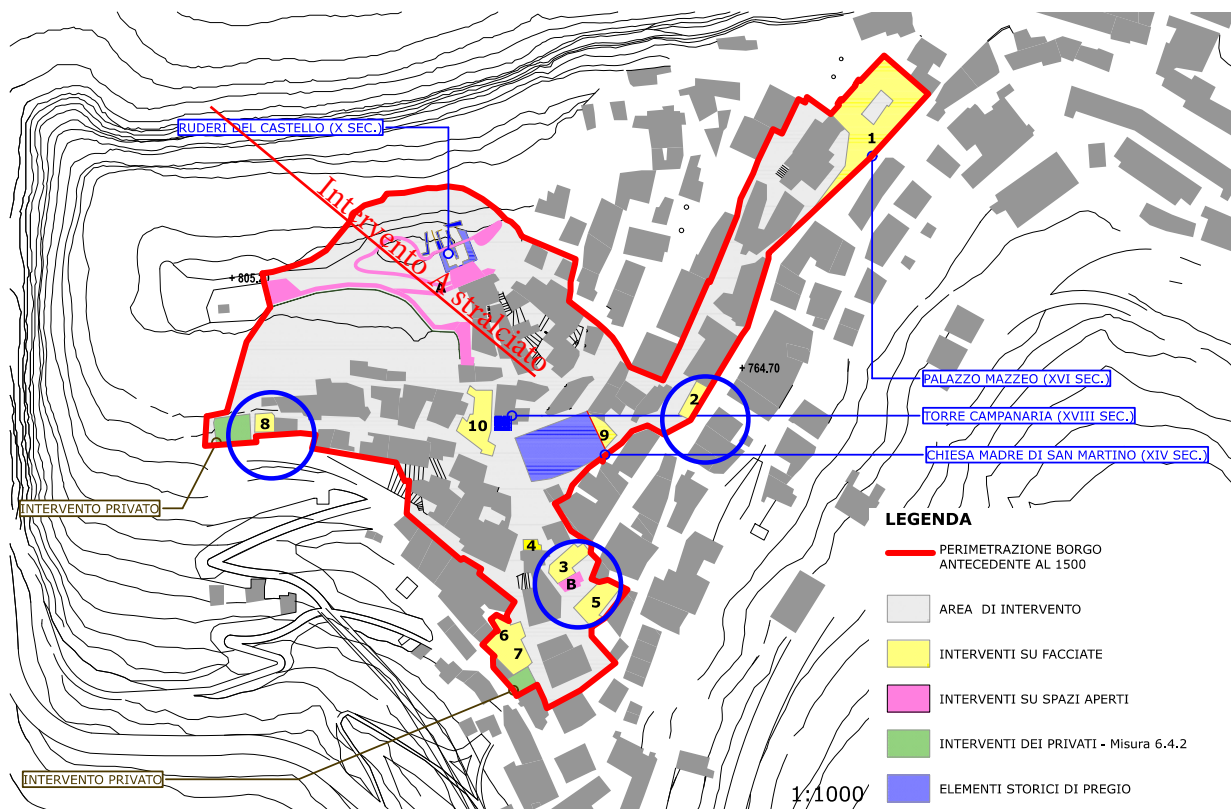 RUDERI DEL CASTELLO (X SEC.)
1
Intervento A stralciato
A
+ 764.70
PALAZZO MAZZEO (XVI SEC.)
2
TORRE CAMPANARIA (XVIII SEC.)
8
10
9
CHIESA MADRE DI SAN MARTINO (XIV SEC.)
INTERVENTO PRIVATO
LEGENDA
PERIMETRAZIONE BORGO
ANTECEDENTE AL 1500
4
3
B
5
AREA DI INTERVENTO
6
7
INTERVENTI SU FACCIATE
INTERVENTI SU SPAZI APERTI
INTERVENTI DEI PRIVATI - Misura 6.4.2
INTERVENTO PRIVATO
ELEMENTI STORICI DI PREGIO
1:1000